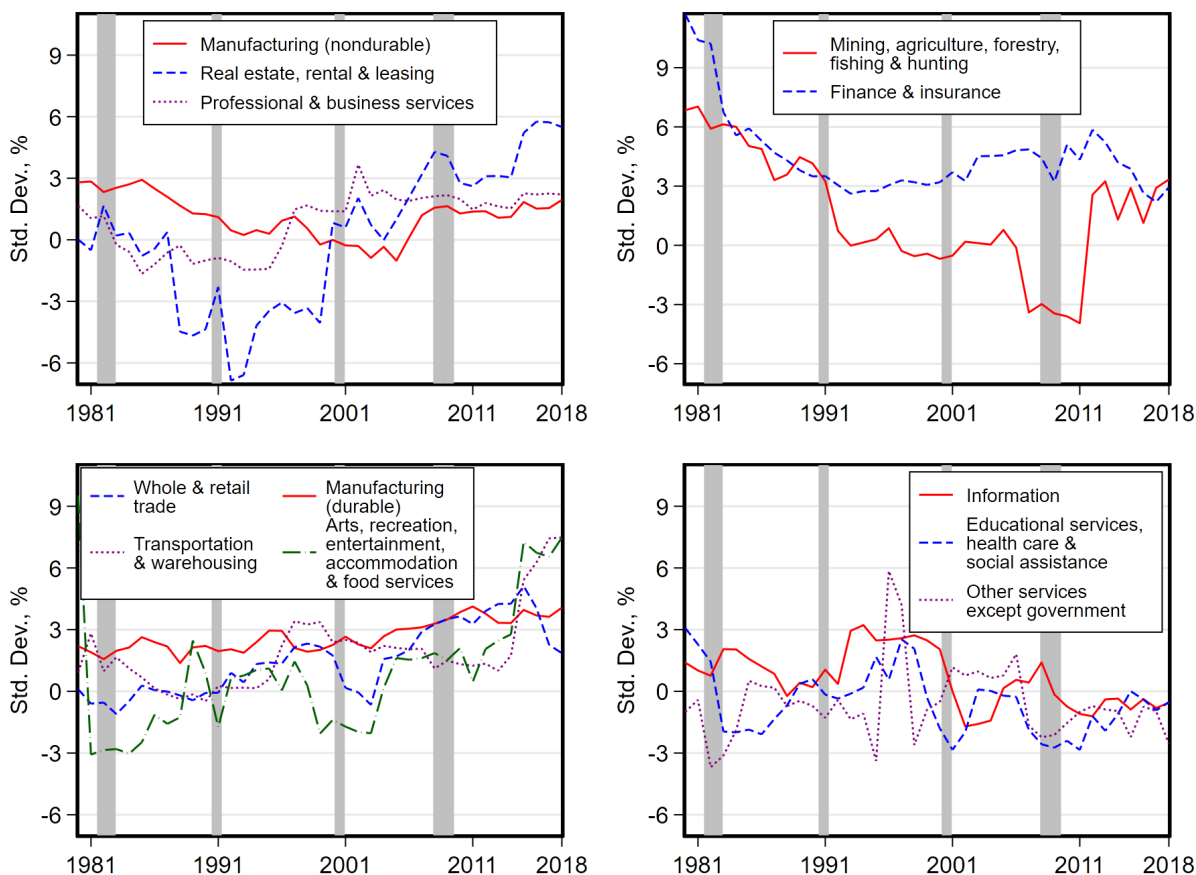 Std. Dev., %
9
6
3
0
-3
-6
Manufacturing (nondurable)
Real estate, rental & leasing
Professional & business services
1981
1991
2001
2011
2018
Std. Dev., %
9
6
3
0
-3
-6
Mining, agriculture, forestry,
fishing & hunting
Finance & insurance
1981
1991
2001
2011
2018
Std. Dev., %
9
6
3
0
-3
-6
Whole & retail
trade
Manufacturing
(durable)
Transportation
& warehousing
Arts, recreation,
entertainment,
accommodation
& food services
1981
1991
2001
2011
2018
Std. Dev., %
9
6
3
0
-3
-6
Information
Educational services,
health care &
social assistance
Other services
except government
1981
1991
2001
2011
2018